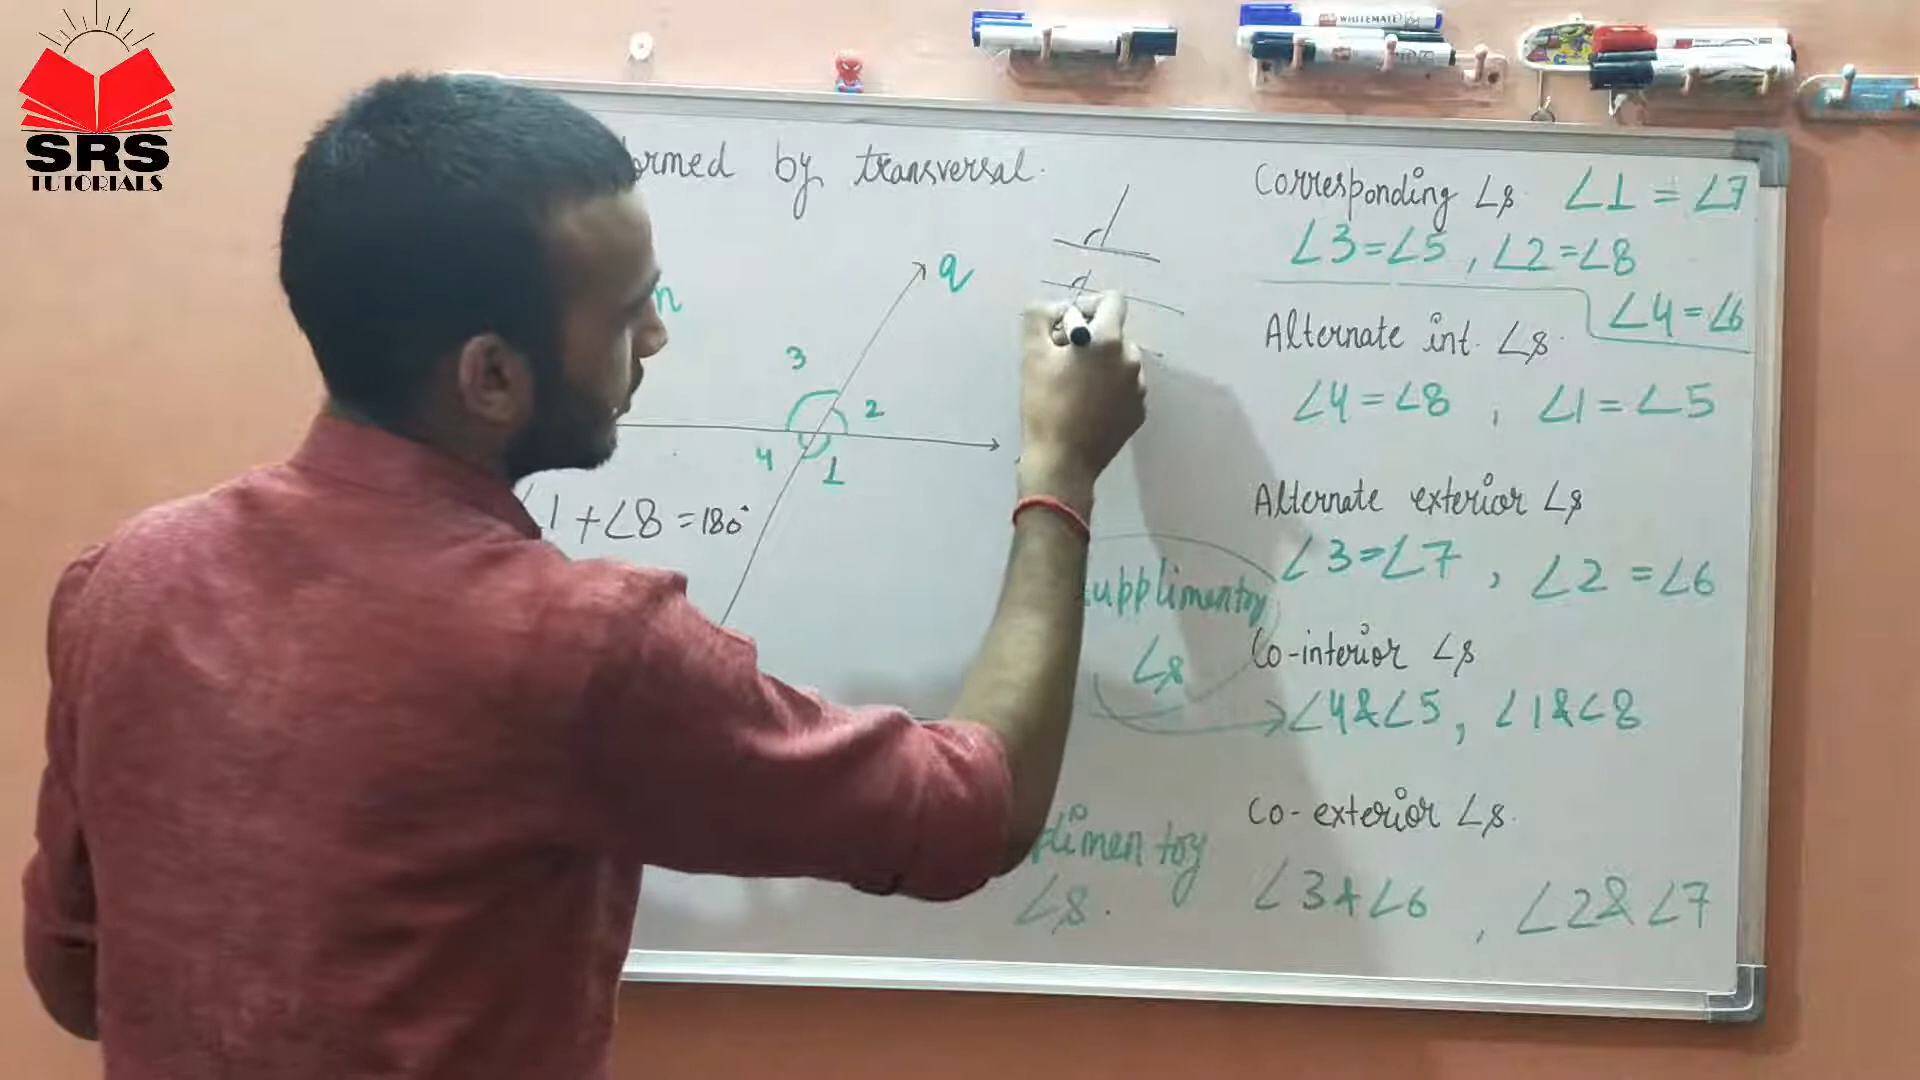 SRS
TUTORIALS
WHITEMATE
ormed by transversal.
n
q
3
2
4
1
∠1 + ∠8 = 180°
Corresponding ∠s. ∠1 = ∠7
∠3 = ∠5 , ∠2 = ∠8
∠4 = ∠6
Alternate int. ∠s.
∠4 = ∠8 , ∠1 = ∠5
Alternate exterior ∠s
∠3 = ∠7 , ∠2 = ∠6
upplimentry
∠s
Co-interior ∠s
∠4 & ∠5 , ∠1 & ∠8
plimentry
∠s.
Co-exterior ∠s.
∠3 & ∠6 , ∠2 & ∠7